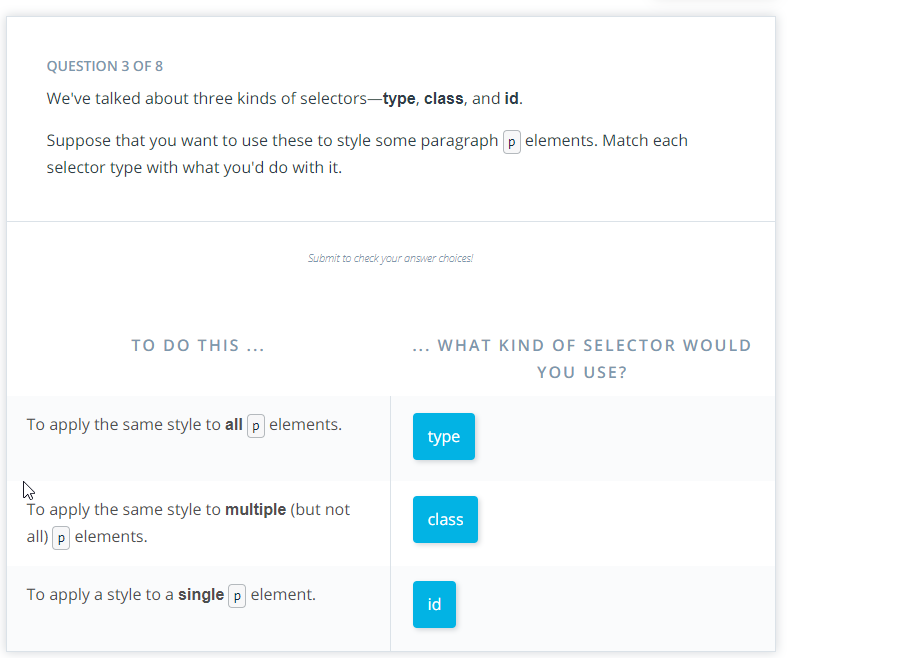 QUESTION 3 OF 8
We've talked about three kinds of selectors—type, class, and id.
Suppose that you want to use these to style some paragraph p elements. Match each
selector type with what you'd do with it.
Submit to check your answer choices!
TO DO THIS ...
... WHAT KIND OF SELECTOR WOULD
YOU USE?
To apply the same style to all p elements.
type
To apply the same style to multiple (but not
all) p elements.
class
To apply a style to a single p element.
id